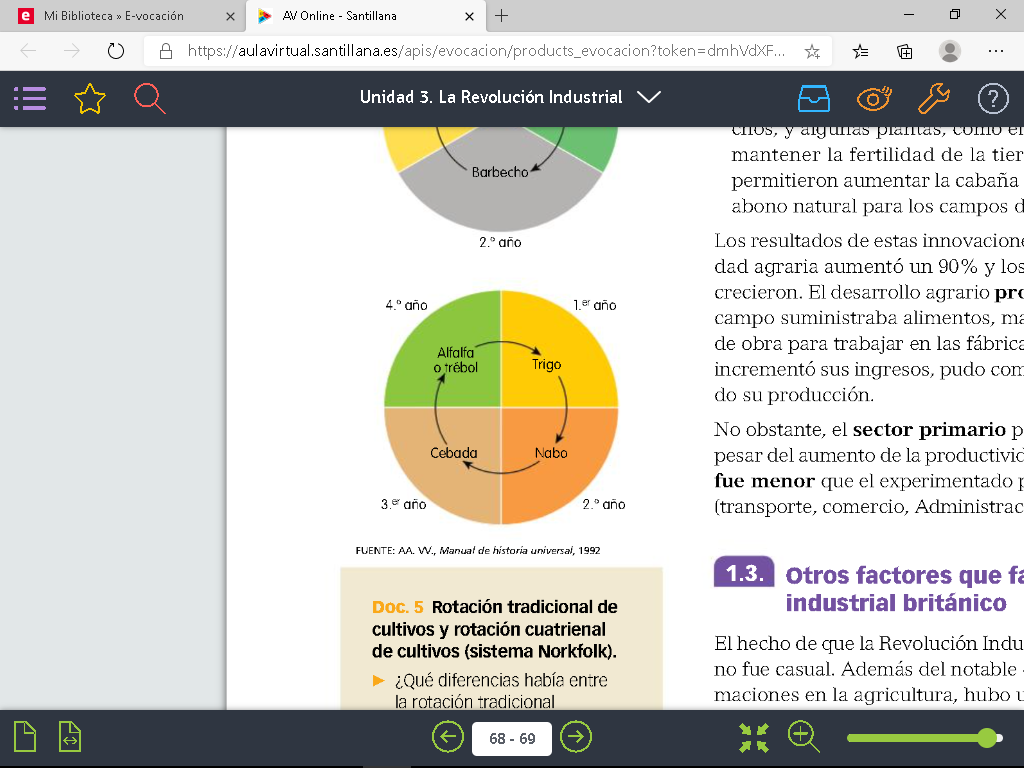 Mi Biblioteca » E-vocación
AV Online - Santillana
https://aulavirtual.santillana.es/apis/evocacion/products_evocacion?token=dmhVdXF...
Unidad 3. La Revolución Industrial
Barbecho
2.º año
4.º año
1.er año
Alfalfa
o trébol
Trigo
Cebada
Nabo
3.er año
2.º año
FUENTE: AA. VV., Manual de historia universal, 1992
Doc. 5 Rotación tradicional de
cultivos y rotación cuatrienal
de cultivos (sistema Norkfolk).
► ¿Qué diferencias había entre
la rotación tradicional
chos, y algunas plantas, como el
mantener la fertilidad de la tier
permitieron aumentar la cabaña
abono natural para los campos d
Los resultados de estas innovacione
dad agraria aumentó un 90% y los
crecieron. El desarrollo agrario pro
campo suministraba alimentos, ma
de obra para trabajar en las fábrica
incrementó sus ingresos, pudo com
do su producción.
No obstante, el sector primario p
pesar del aumento de la productivid
fue menor que el experimentado p
(transporte, comercio, Administrac
1.3. Otros factores que fa
industrial británico
El hecho de que la Revolución Indu
no fue casual. Además del notable
maciones en la agricultura, hubo u
68 - 69